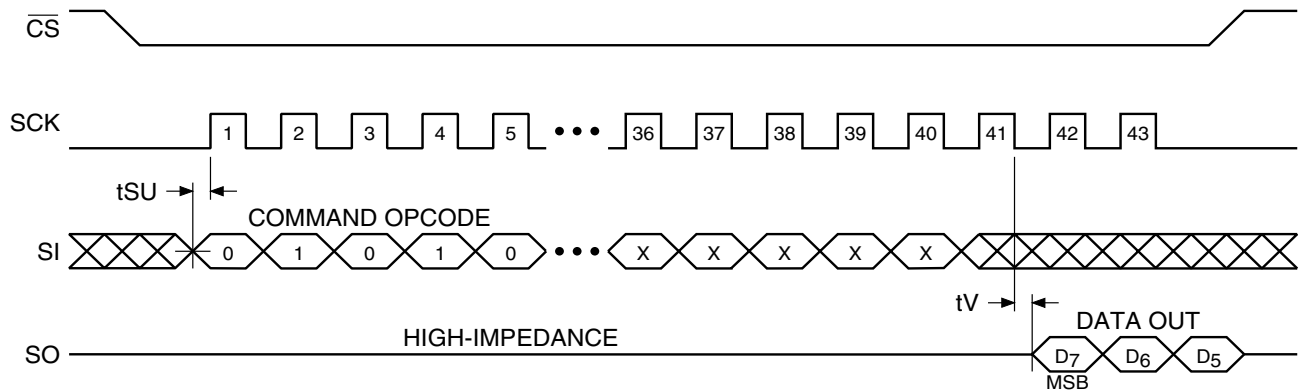 CS
SCK 1 2 3 4 5 ••• 36 37 38 39 40 41 42 43
tSU
COMMAND OPCODE
SI 0 1 0 1 0 ••• X X X X X
tV
HIGH-IMPEDANCE
DATA OUT
SO D7 D6 D5
MSB